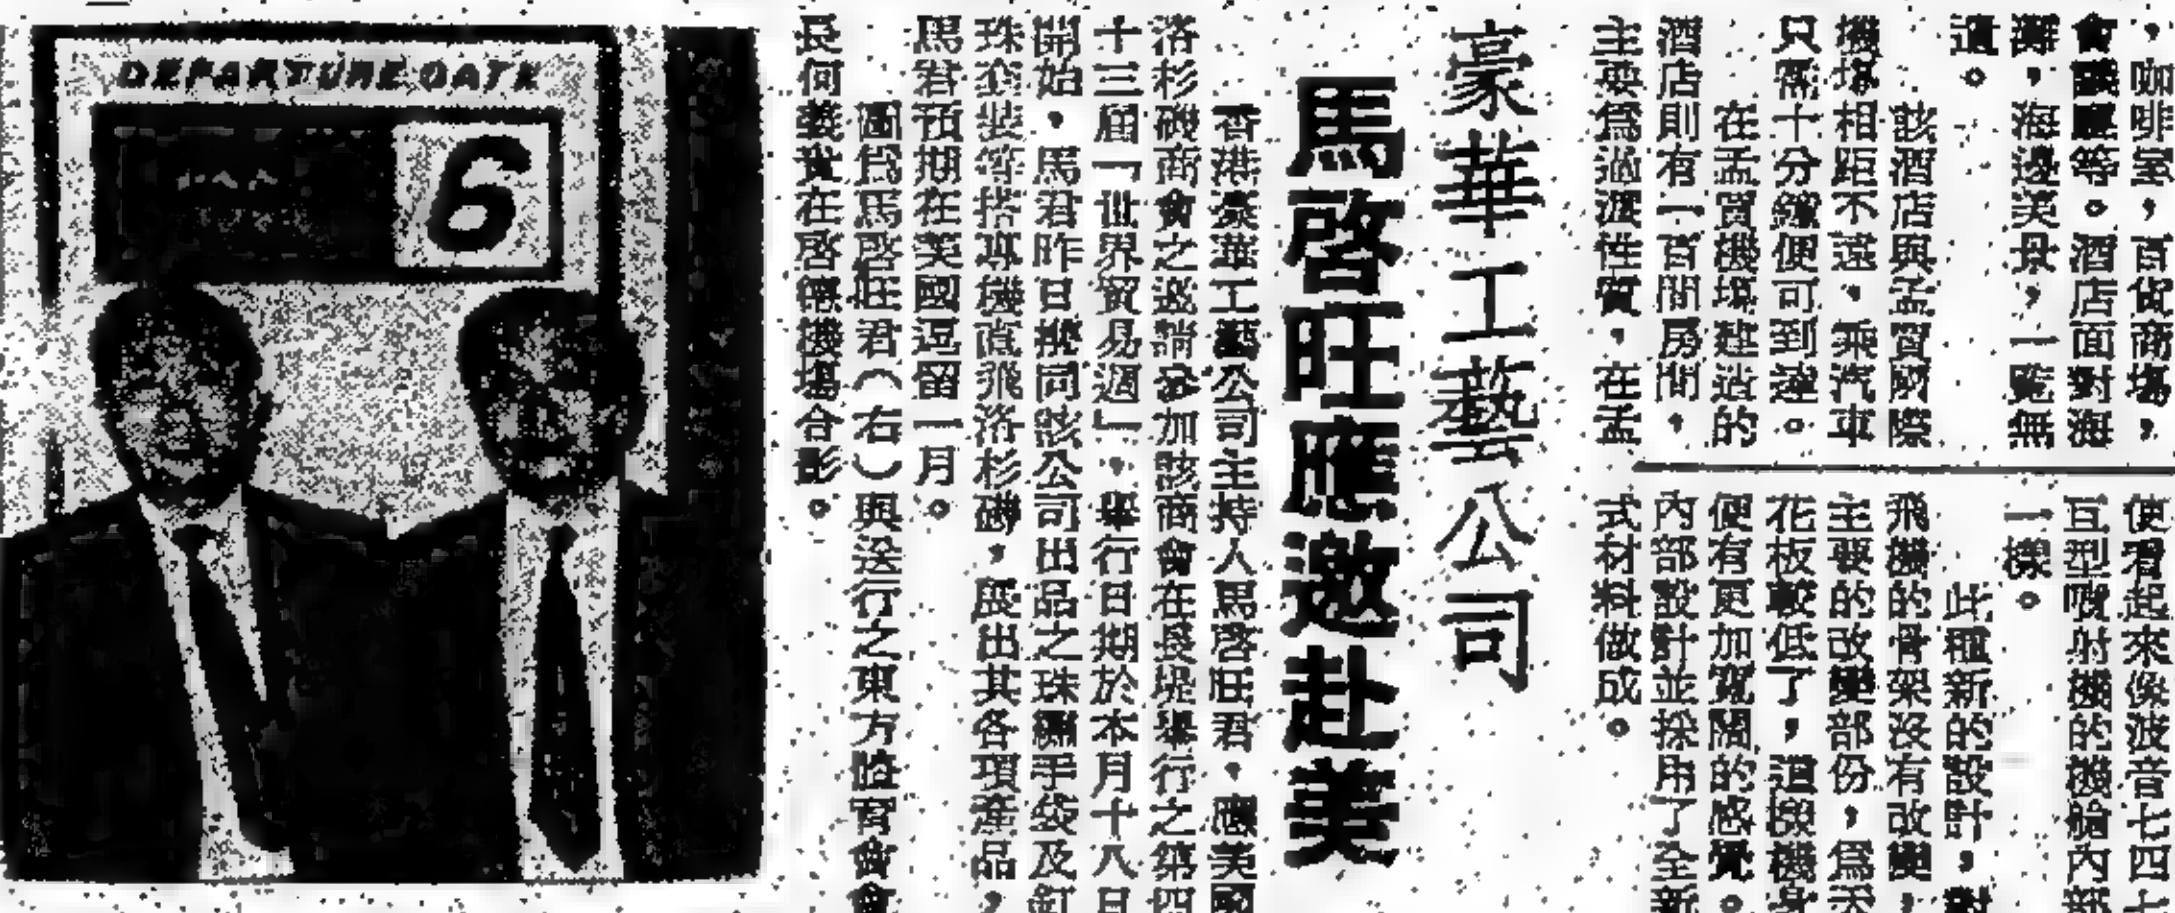 ，咖啡室，百貨商場，
會議廳等。酒店面對海
灘，海邊美景，一覽無
遺。
該酒店與孟買國際
機場相距不遠，乘汽車
只需十分鐘便可到達。
在孟買機場建造的
酒店則有一百間房間，
主要為過渡性質，在孟
使看起來像波音七四七
互型噴射機的機艙內部
一樣。
此種新的設計，對
飛機的骨架沒有改變，
主要的改變部份，為天
花板較低了，這樣機身
便有更加寬闊的感覺。
內部設計並採用了全新
式材料做成。
豪華工藝公司
馬啓旺應邀赴美
香港豪華工藝公司主持人馬啓旺君，應美國
洛杉磯商會之邀請參加該商會在長堤舉行之第四
十三屆「世界貿易週」，舉行日期於本月十八日
開始，馬君昨日攜同該公司出品之珠繡手袋及釘
珠套裝等搭專機直飛洛杉磯，展出其各項產品，
馬君預期在美國逗留一月。
圖為馬啓旺君（右）與送行之東方體育會會
長何義貴在啓德機場合影。
DEPARTURE GATE
6